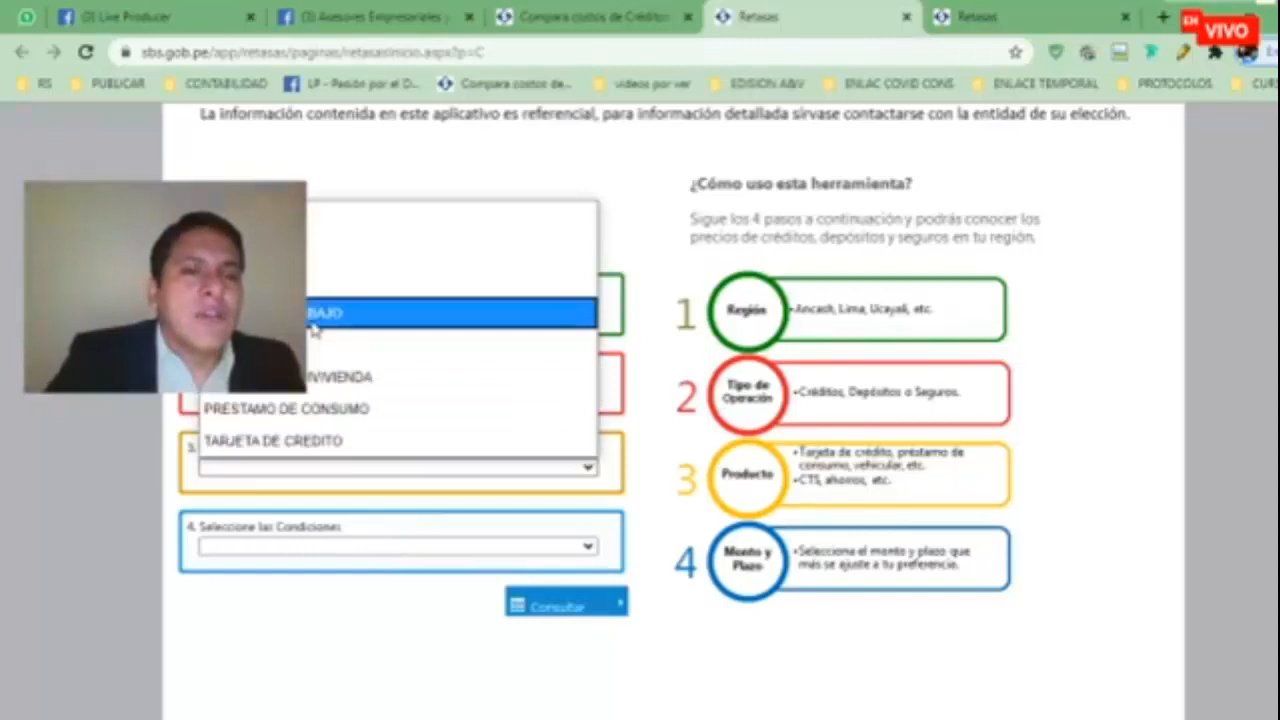 (3) Live Producer
(3) Asesores Empresariales y
Compara costos de Créditos
Retasas
Retasas
EN
VIVO
sbs.gob.pe/app/retasas/paginas/retasasInicio.aspx?p=C
RS
PUBLICAR
CONTABILIDAD
LP - Pasión por el D...
Compara costos de...
videos por ver
EDISION A&V
ENLAC COVID CONS
ENLACE TEMPORAL
PROTOCOLOS
La información contenida en este aplicativo es referencial, para información detallada sírvase contactarse con la entidad de su elección.
BAJO
IVIVIENDA
PRESTAMO DE CONSUMO
TARJETA DE CREDITO
3.
4. Seleccione las Condiciones
Consultar
¿Cómo uso esta herramienta?
Sigue los 4 pasos a continuación y podrás conocer los
precios de créditos, depósitos y seguros en tu región.
1
Región
•Ancash, Lima, Ucayali, etc.
2
Tipo de
Operación
•Créditos, Depósitos o Seguros.
3
Producto
•Tarjeta de crédito, préstamo de
consumo, vehicular, etc.
•CTS, ahorros, etc.
4
Monto y
Plazo
•Selecciona el monto y plazo que
más se ajuste a tu preferencia.